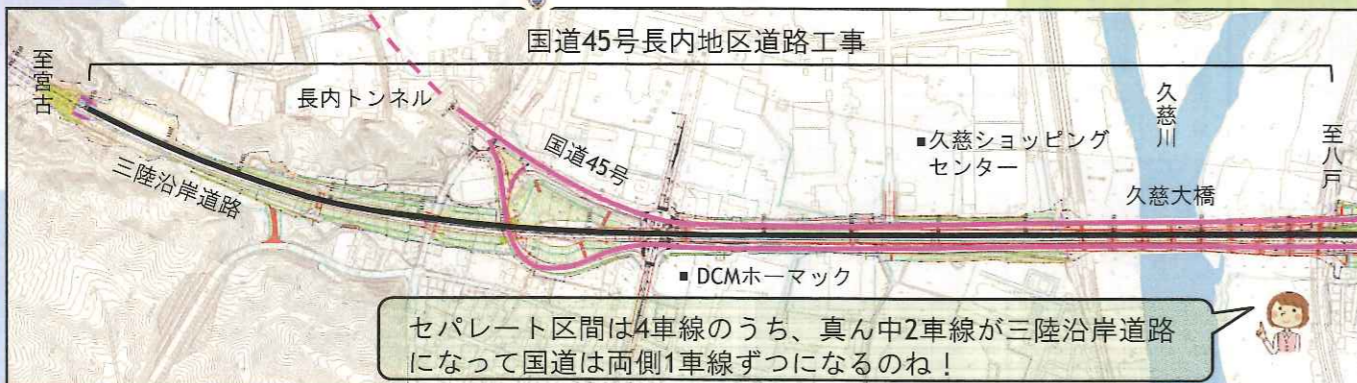 国道45号長内地区道路工事
至宮古
長内トンネル
国道45号
三陸沿岸道路
■久慈ショッピング
センター
久慈川
久慈大橋
至八戸
■DCMホーマック
セパレート区間は4車線のうち、真ん中2車線が三陸沿岸道路
になって国道は両側1車線ずつになるのね！